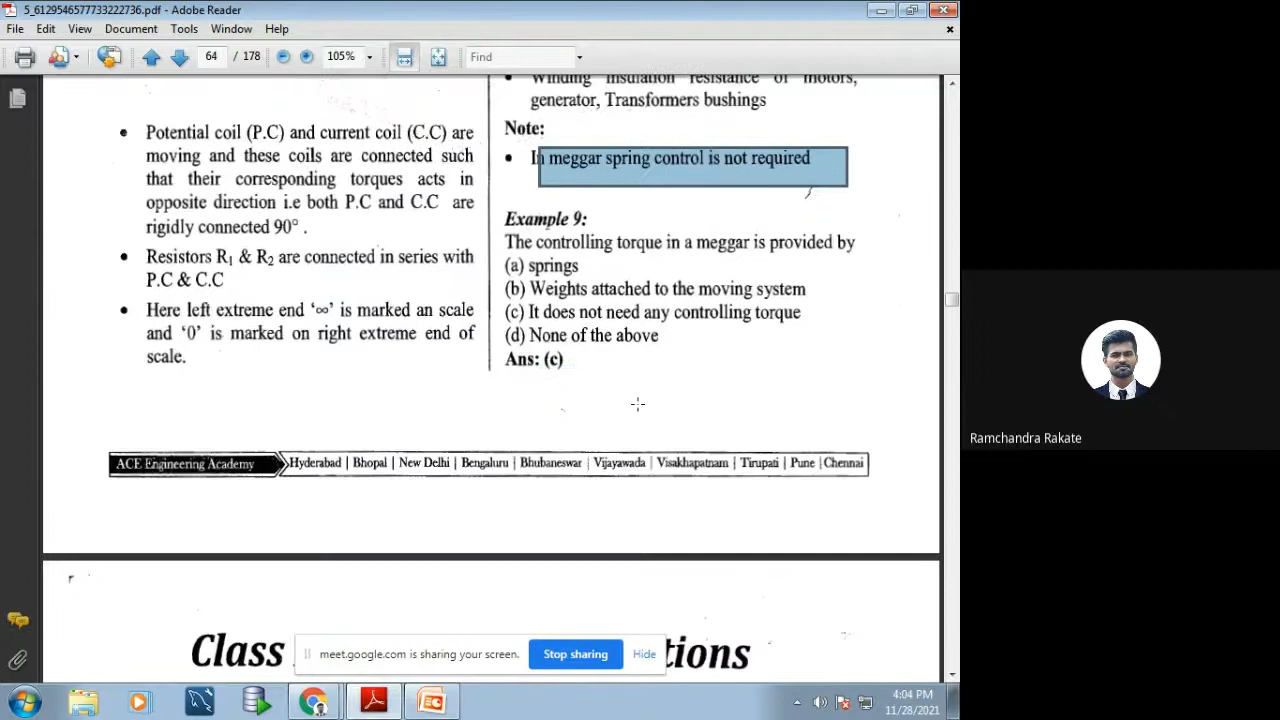 5_6129546577733222736.pdf - Adobe Reader
File Edit View Document Tools Window Help
64 / 178 105% Find
Potential coil (P.C) and current coil (C.C) are
moving and these coils are connected such
that their corresponding torques acts in
opposite direction i.e both P.C and C.C are
rigidly connected 90° .
Resistors R₁ & R₂ are connected in series with
P.C & C.C
Here left extreme end ‘∞’ is marked an scale
and ‘0’ is marked on right extreme end of
scale.
Winding insulation resistance of motors,
generator, Transformers bushings
Note:
In meggar spring control is not required
Example 9:
The controlling torque in a meggar is provided by
(a) springs
(b) Weights attached to the moving system
(c) It does not need any controlling torque
(d) None of the above
Ans: (c)
ACE Engineering Academy Hyderabad | Bhopal | New Delhi | Bengaluru | Bhubaneswar | Vijayawada | Visakhapatnam | Tirupati | Pune | Chennai
Class tions
meet.google.com is sharing your screen. Stop sharing Hide
Ramchandra Rakate
4:04 PM
11/28/2021